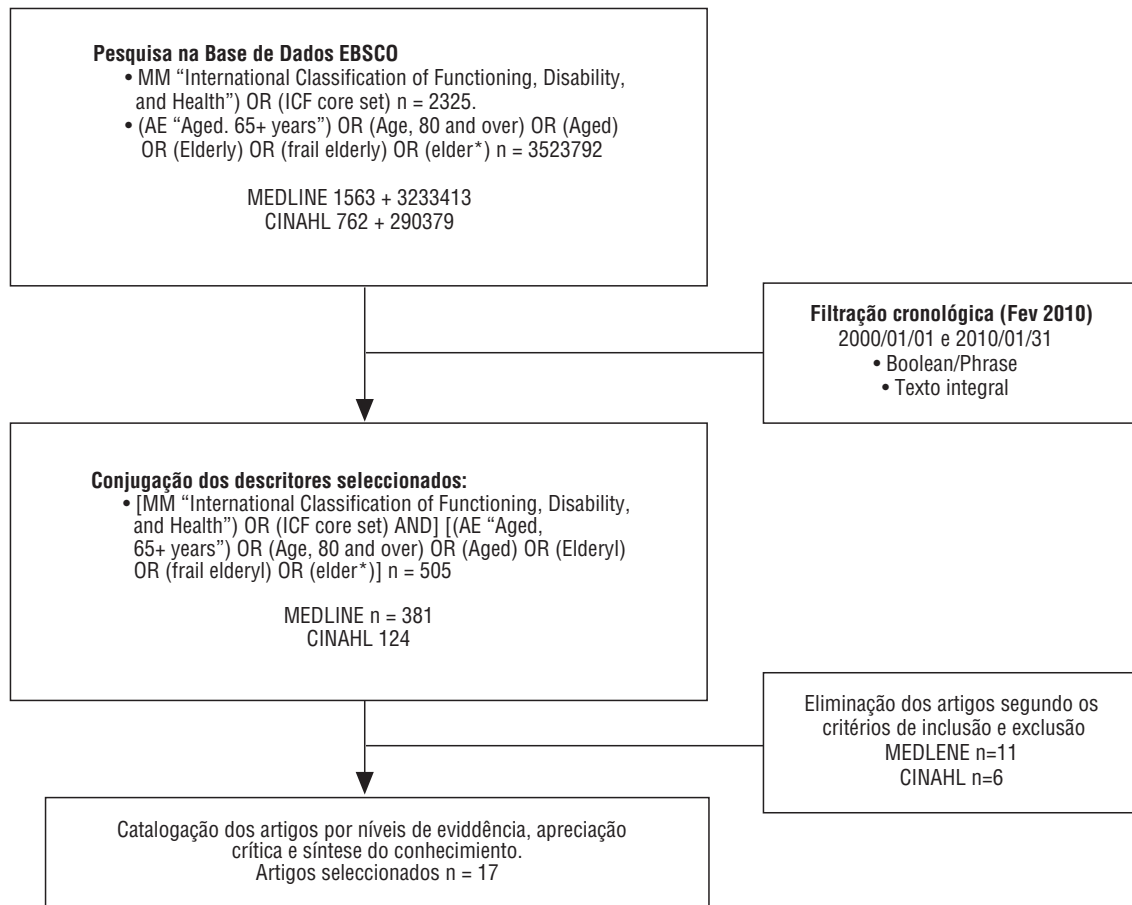 Pesquisa na Base de Dados EBSCO
• MM “International Classification of Functioning, Disability,
and Health”) OR (ICF core set) n = 2325.
• (AE “Aged. 65+ years”) OR (Age, 80 and over) OR (Aged)
OR (Elderly) OR (frail elderly) OR (elder*) n = 3523792
MEDLINE 1563 + 3233413
CINAHL 762 + 290379
Filtração cronológica (Fev 2010)
2000/01/01 e 2010/01/31
• Boolean/Phrase
• Texto integral
Conjugação dos descritores seleccionados:
• [MM “International Classification of Functioning, Disability,
and Health”) OR (ICF core set) AND] [(AE “Aged,
65+ years”) OR (Age, 80 and over) OR (Aged) OR (Elderyl)
OR (frail elderyl) OR (elder*)] n = 505
MEDLINE n = 381
CINAHL 124
Eliminação dos artigos segundo os
critérios de inclusão e exclusão
MEDLENE n=11
CINAHL n=6
Catalogação dos artigos por níveis de eviddência, apreciação
crítica e síntese do conhecimento.
Artigos seleccionados n = 17